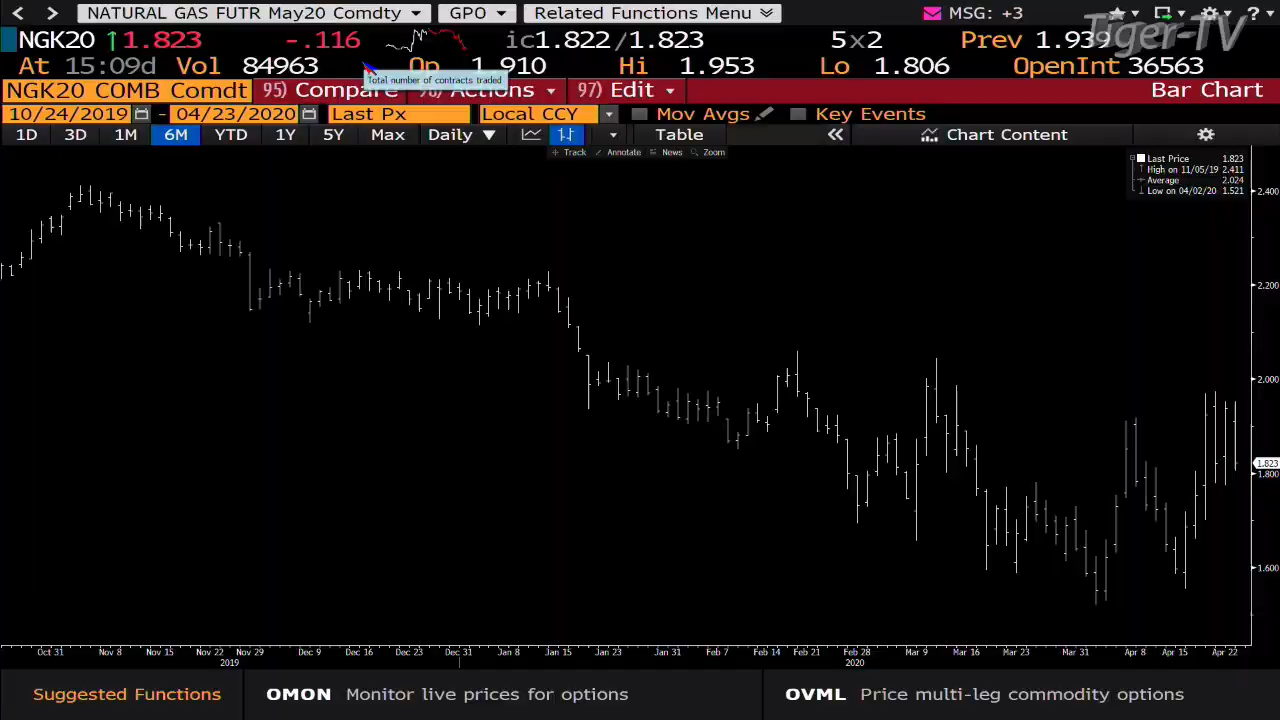 NATURAL GAS FUTR May20 Comdty GPO Related Functions Menu MSG: +3 ?
Tiger-TV
NGK20 ↑1.823 -.116 ic1.822/1.823 5x2 Prev 1.939
At 15:09d Vol 84963 Op 1.910 Hi 1.953 Lo 1.806 OpenInt 36563
Total number of contracts traded
NGK20 COMB Comdt 95) Compare Actions 97) Edit Bar Chart
10/24/2019 - 04/23/2020 Last Px Local CCY Mov Avgs Key Events
1D 3D 1M 6M YTD 1Y 5Y Max Daily ▼ Table « Chart Content
+ Track Annotate News Zoom
Last Price 1.823
High on 11/05/19 2.411
Average 2.024
Low on 04/02/20 1.521
2.400
2.200
2.000
1.823
1.800
1.600
Oct 31 Nov 8 Nov 15 Nov 22 Nov 29 Dec 9 Dec 16 Dec 23 Dec 31 Jan 8 Jan 15 Jan 23 Jan 31 Feb 7 Feb 14 Feb 21 Feb 28 Mar 9 Mar 16 Mar 23 Mar 31 Apr 8 Apr 15 Apr 22
2019 2020
Suggested Functions OMON Monitor live prices for options OVML Price multi-leg commodity options